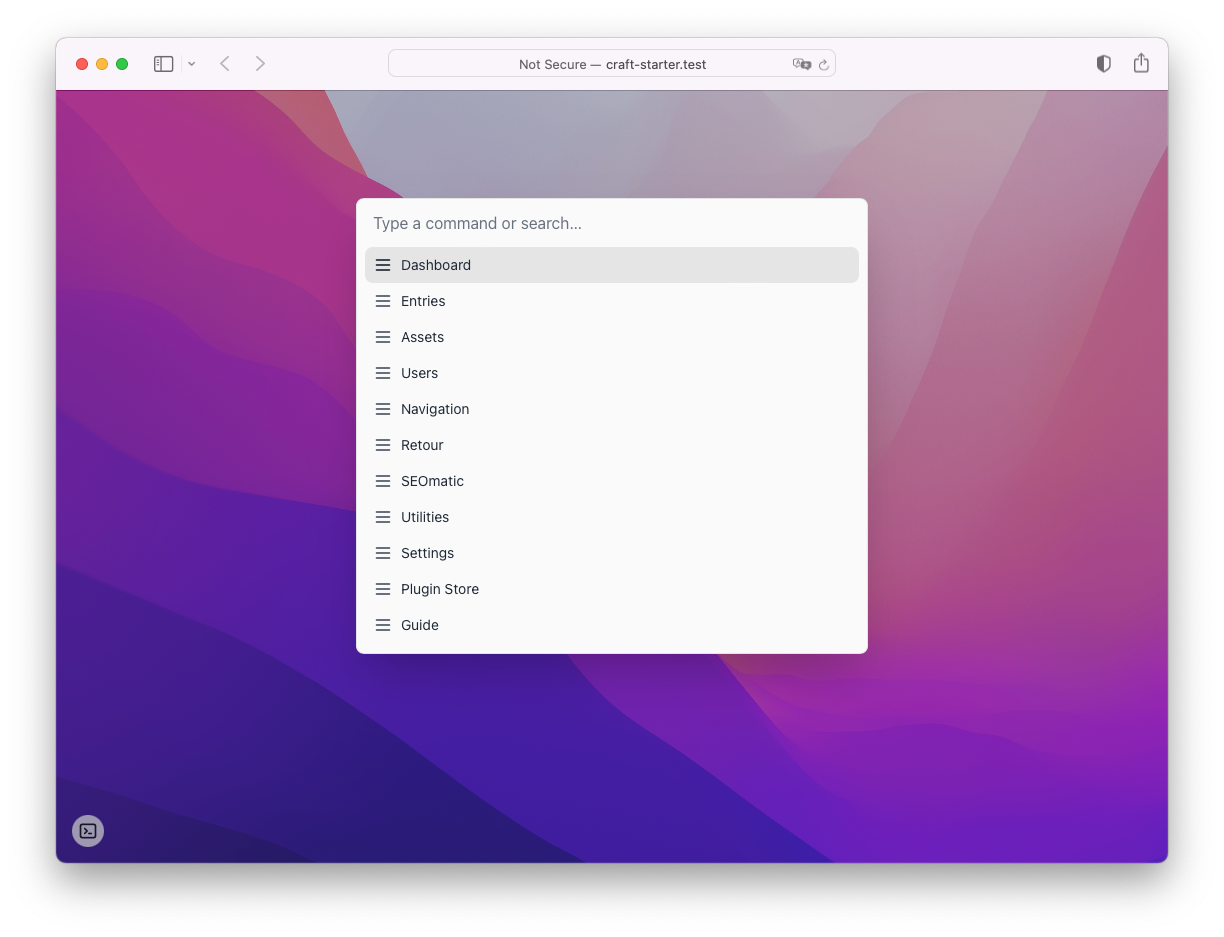 Not Secure — craft-starter.test
Type a command or search...
Dashboard
Entries
Assets
Users
Navigation
Retour
SEOmatic
Utilities
Settings
Plugin Store
Guide